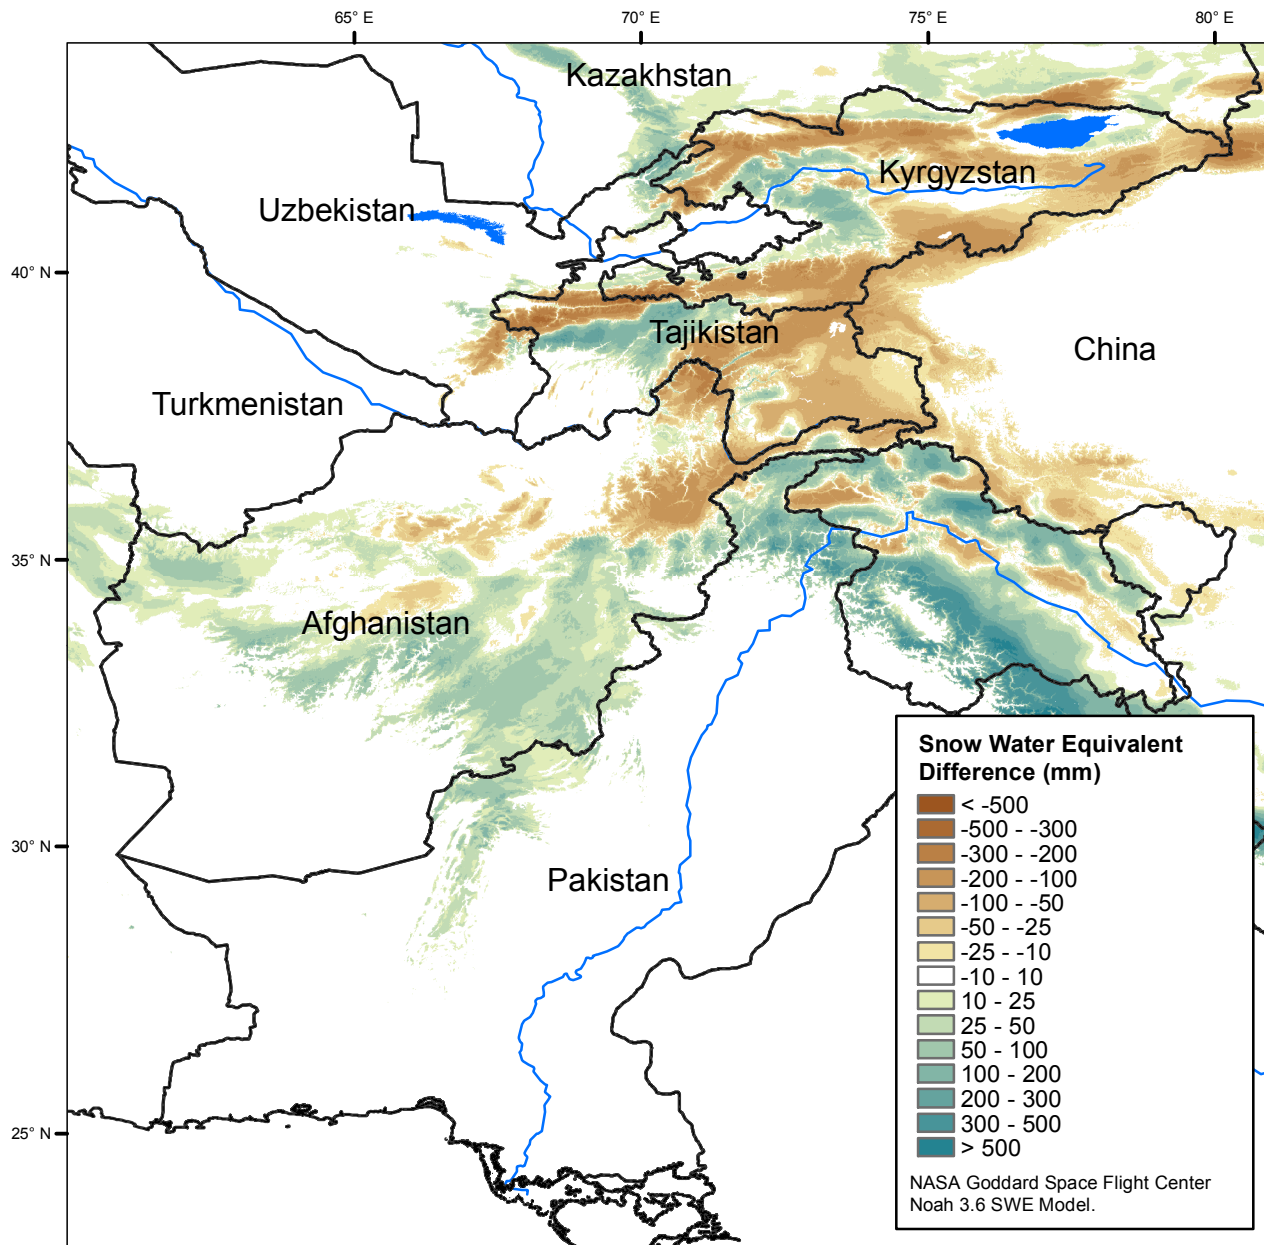 65° E
70° E
75° E
80° E
Kazakhstan
Kyrgyzstan
Uzbekistan
40° N
Tajikistan
China
Turkmenistan
35° N
Afghanistan
30° N
Pakistan
25° N
Snow Water Equivalent
Difference (mm)
< -500
-500 - -300
-300 - -200
-200 - -100
-100 - -50
-50 - -25
-25 - -10
-10 - 10
10 - 25
25 - 50
50 - 100
100 - 200
200 - 300
300 - 500
> 500
NASA Goddard Space Flight Center
Noah 3.6 SWE Model.